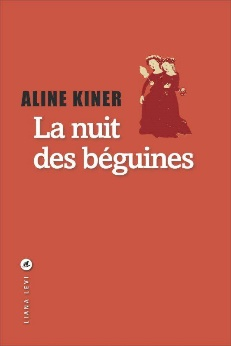 ALINE KINER
La nuit
des béguines
LIANA LEVI